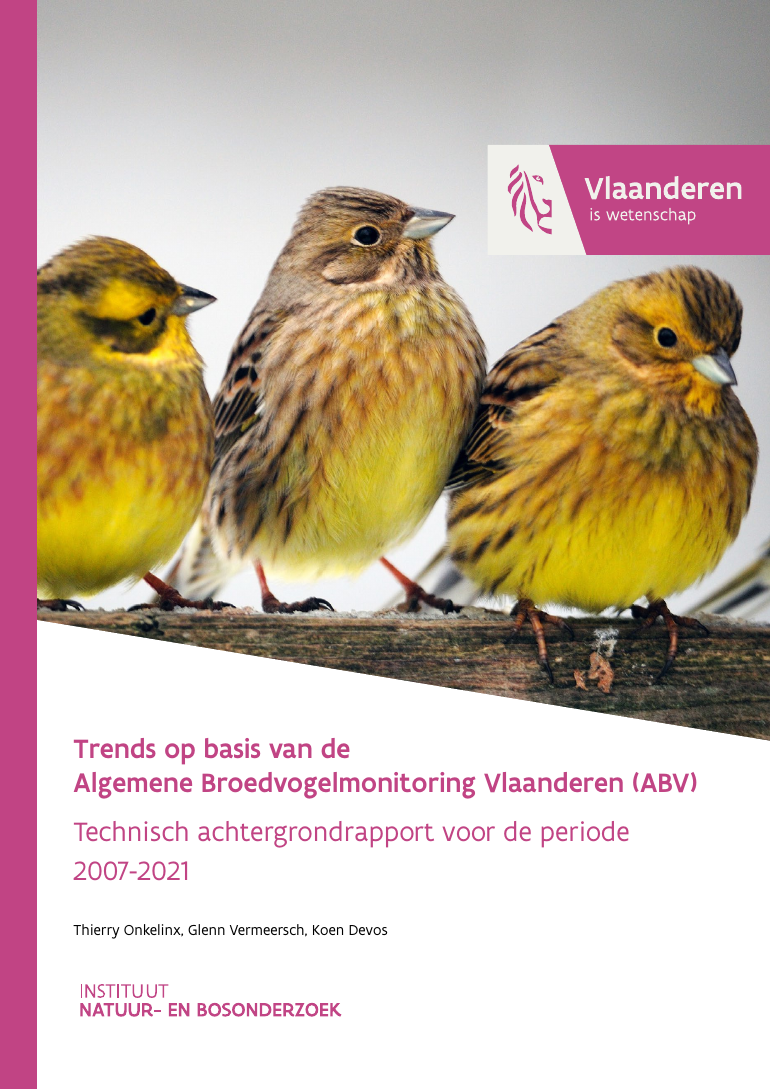 Vlaanderen
is wetenschap
Trends op basis van de
Algemene Broedvogelmonitoring Vlaanderen (ABV)
Technisch achtergrondrapport voor de periode
2007-2021
Thierry Onkelinx, Glenn Vermeersch, Koen Devos
INSTITUUT
NATUUR- EN BOSONDERZOEK